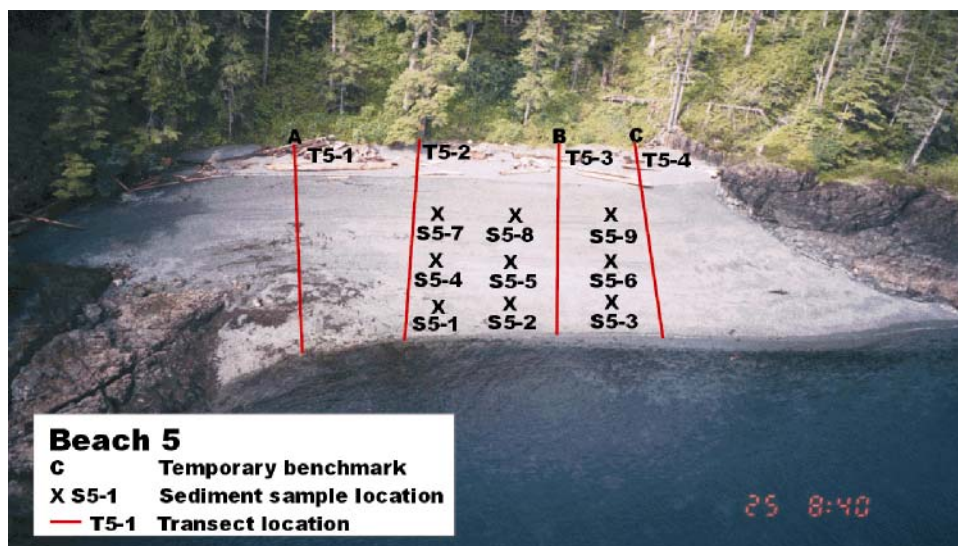 A B C
T5-1 T5-2 T5-3 T5-4
X X X
S5-7 S5-8 S5-9
X X X
S5-4 S5-5 S5-6
X X X
S5-1 S5-2 S5-3
Beach 5
C Temporary benchmark
X S5-1 Sediment sample location
T5-1 Transect location
25 8:40